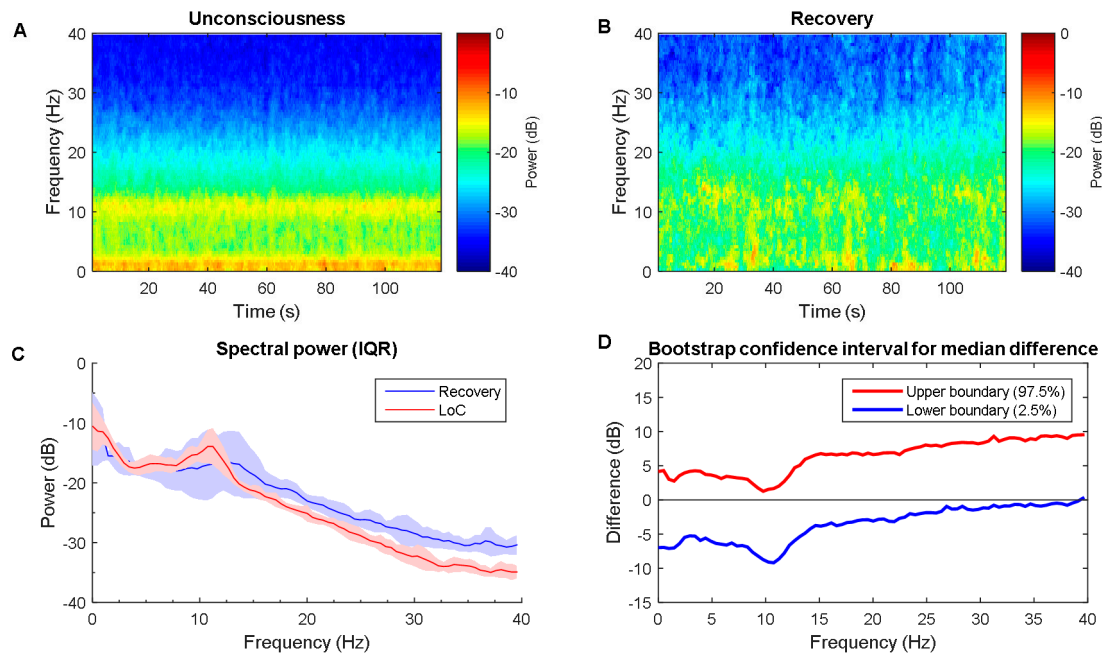 A
Unconsciousness
40
30
20
10
0
Frequency (Hz)
20 40 60 80 100
Time (s)
0
-10
-20
-30
-40
Power (dB)
B
Recovery
40
30
20
10
0
Frequency (Hz)
20 40 60 80 100
Time (s)
0
-10
-20
-30
-40
Power (dB)
C
Spectral power (IQR)
0
-10
-20
-30
-40
Power (dB)
Recovery
LoC
0 10 20 30 40
Frequency (Hz)
D
Bootstrap confidence interval for median difference
20
15
10
5
0
-5
-10
-15
Difference (dB)
Upper boundary (97.5%)
Lower boundary (2.5%)
0 5 10 15 20 25 30 35 40
Frequency (Hz)